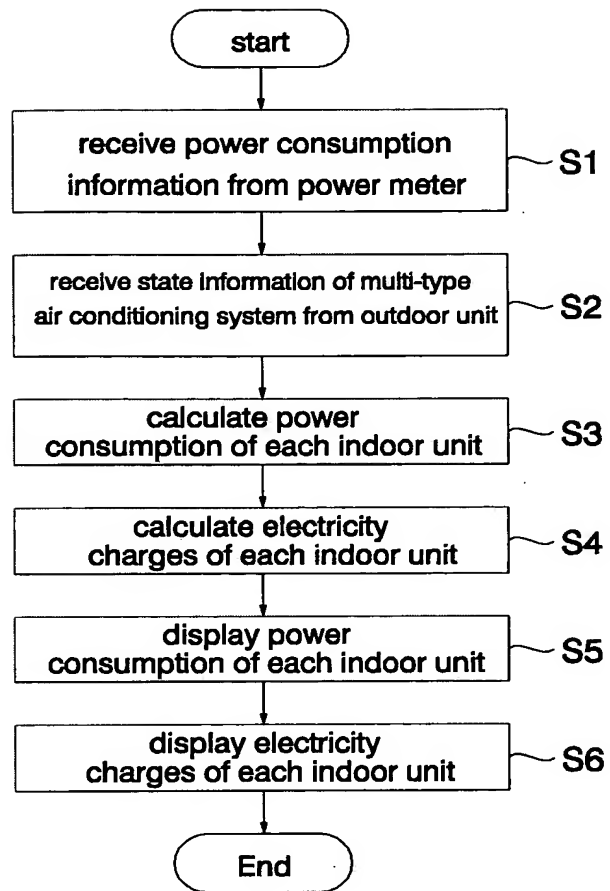 start
receive power consumption
information from power meter
S1
receive state information of multi-type
air conditioning system from outdoor unit
S2
calculate power
consumption of each indoor unit
S3
calculate electricity
charges of each indoor unit
S4
display power
consumption of each indoor unit
S5
display electricity
charges of each indoor unit
S6
End